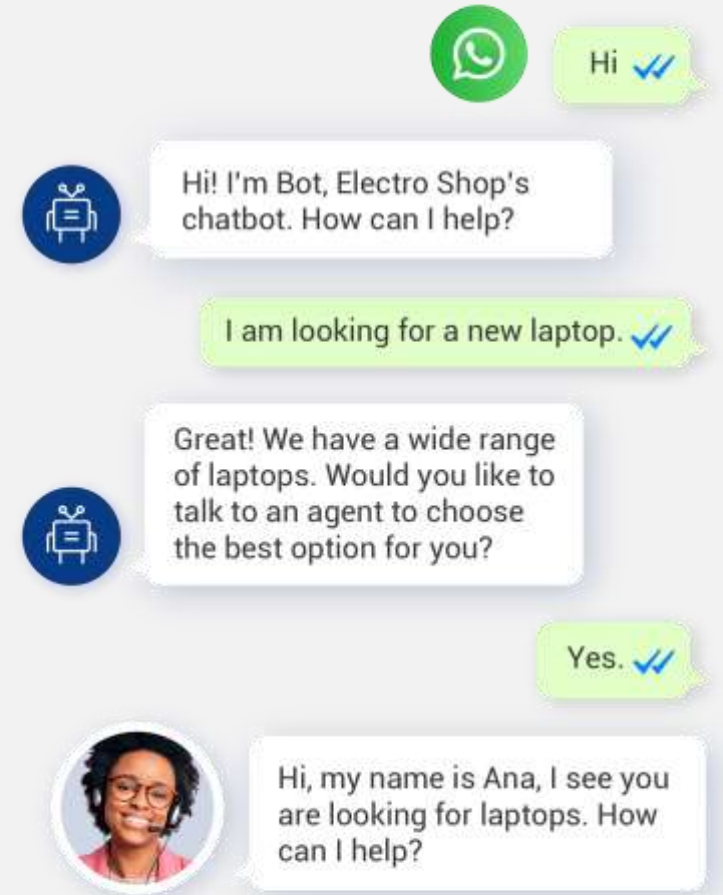 Hi
Hi! I'm Bot, Electro Shop's
chatbot. How can I help?
I am looking for a new laptop.
Great! We have a wide range
of laptops. Would you like to
talk to an agent to choose
the best option for you?
Yes.
Hi, my name is Ana, I see you
are looking for laptops. How
can I help?